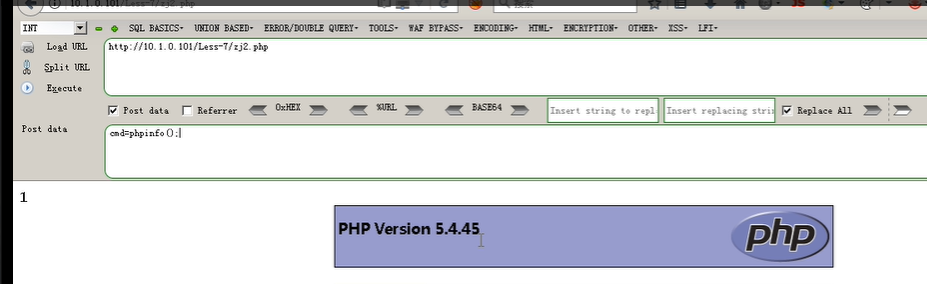 10.1.0.101/Less-7/zj2.php
搜索
INT SQL BASICS- UNION BASED- ERROR/DOUBLE QUERY- TOOLS- WAF BYPASS- ENCODING- HTML- ENCRYPTION- OTHER- XSS- LFI-
Load URL http://10.1.0.101/Less-7/zj2.php
Split URL
Execute
Post data Referrer 0xHEX %URL BASE64 Insert string to repl Insert replacing stri Replace All
Post data cmd=phpinfo();
1
PHP Version 5.4.45 php